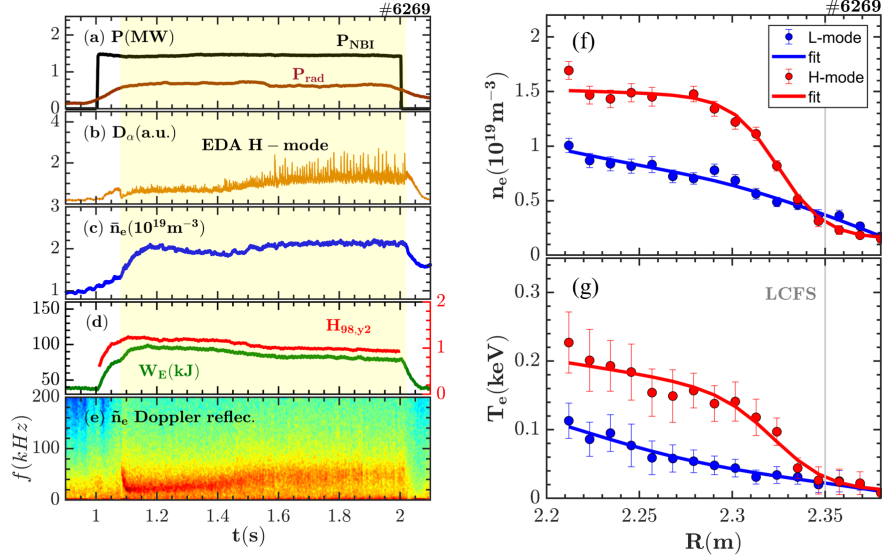 #6269
(a) P(MW)
P_NBI
P_rad
2
1
0
(b) D_α(a.u.)
EDA H − mode
2
1
3
(c) n̄_e(10^19 m^−3)
2
1
(d)
H_98,y2
W_E(kJ)
150
100
50
2
1
0
200
(e) ñ_e Doppler reflec.
100
0
f(kHz)
1 1.2 1.4 1.6 1.8 2
t(s)
#6269
(f)
L-mode
fit
H-mode
fit
2
1.5
1
0.5
0
n_e(10^19 m^−3)
(g)
LCFS
0.3
0.2
0.1
0
T_e(keV)
2.2 2.25 2.3 2.35
R(m)